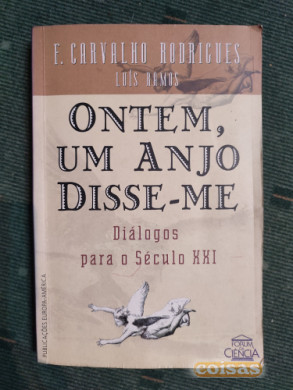 F. CARVALHO RODRIGUES
LUÍS RAMOS
ONTEM,
UM ANJO
DISSE-ME
Diálogos
para o Século XXI
PUBLICAÇÕES EUROPA-AMÉRICA
FORUM
CIÊNCIA
coisas